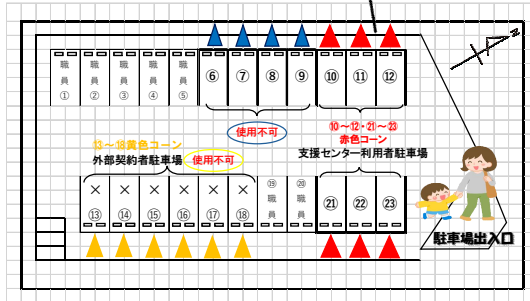 職員①
職員②
職員③
職員④
職員⑤
⑥
⑦
⑧
⑨
⑩
⑪
⑫
使用不可
⑩～⑫・㉑～㉓
赤色コーン
支援センター利用者駐車場
⑬～⑱黄色コーン
外部契約者駐車場
使用不可
×
×
×
×
×
×
⑬
⑭
⑮
⑯
⑰
⑱
⑲職員
⑳職員
㉑
㉒
㉓
駐車場出入口
N